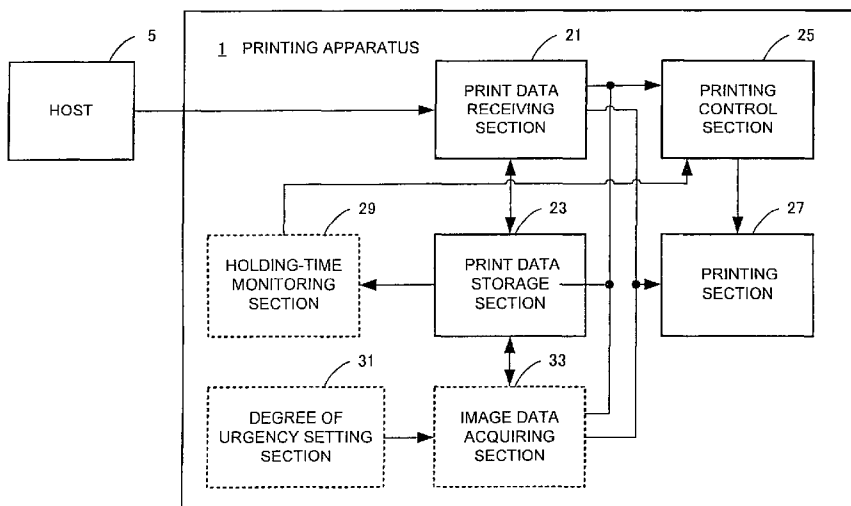 5
1 PRINTING APPARATUS
21
25
HOST
PRINT DATA
RECEIVING
SECTION
PRINTING
CONTROL
SECTION
29
23
27
HOLDING-TIME
MONITORING
SECTION
PRINT DATA
STORAGE
SECTION
PRINTING
SECTION
31
33
DEGREE OF
URGENCY SETTING
SECTION
IMAGE DATA
ACQUIRING
SECTION